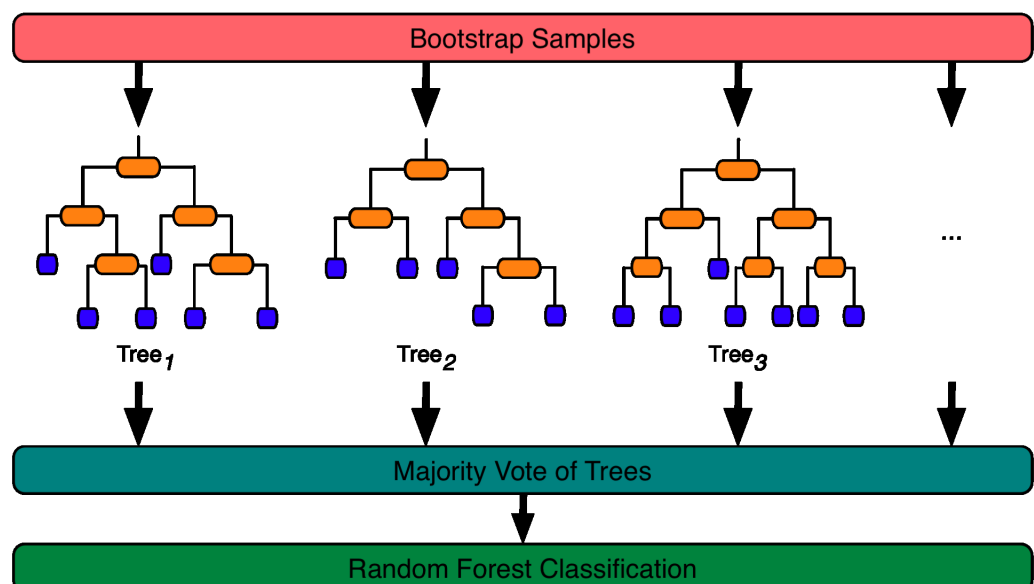 Bootstrap Samples
...
Tree1 Tree2 Tree3
Majority Vote of Trees
Random Forest Classification